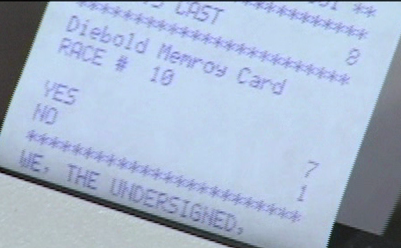 CAST 8
************************
Diebold Memroy Card
RACE # 10
YES 7
NO 1
************************
WE, THE UNDERSIGNED,